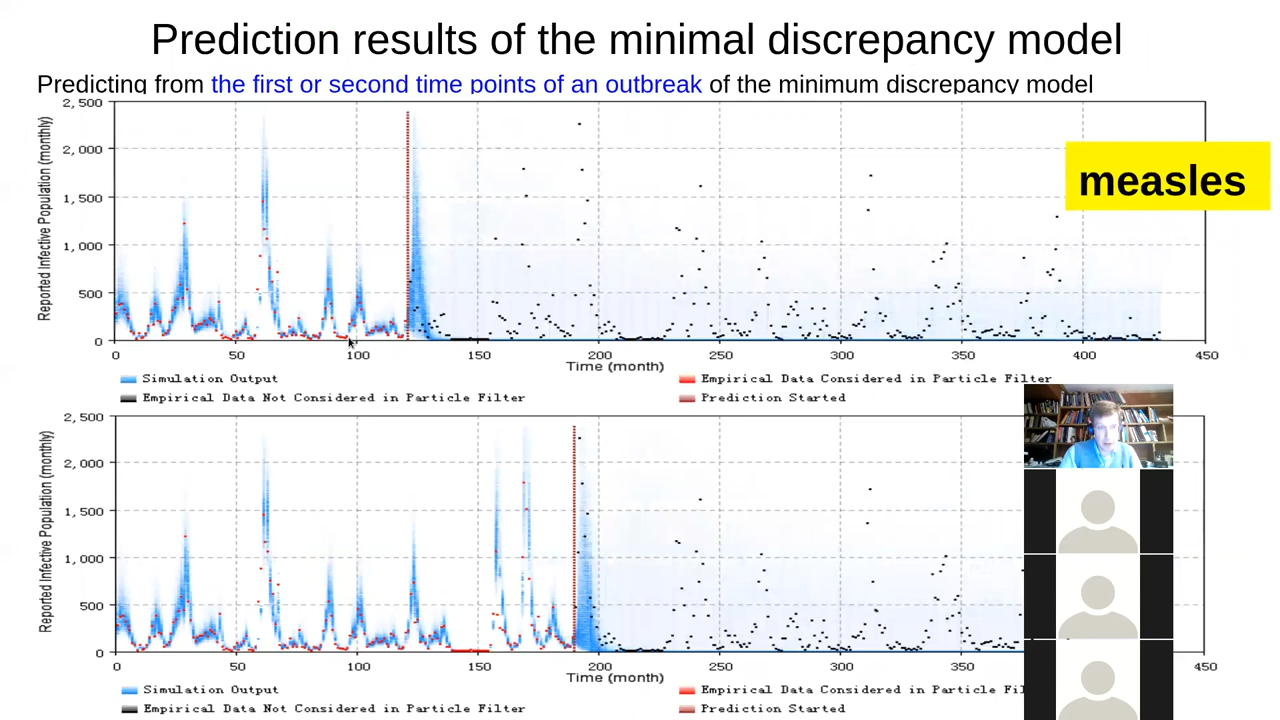 Prediction results of the minimal discrepancy model
Predicting from the first or second time points of an outbreak of the minimum discrepancy model
measles
Reported Infective Population (monthly)
2,500
2,000
1,500
1,000
500
0
0 50 100 150 200 250 300 350 400 450
Time (month)
Simulation Output
Empirical Data Considered in Particle Filter
Empirical Data Not Considered in Particle Filter
Prediction Started
Reported Infective Population (monthly)
2,500
2,000
1,500
1,000
500
0
0 50 100 150 200 250 300 350 450
Time (month)
Simulation Output
Empirical Data Considered in Particle Fil
Empirical Data Not Considered in Particle Filter
Prediction Started